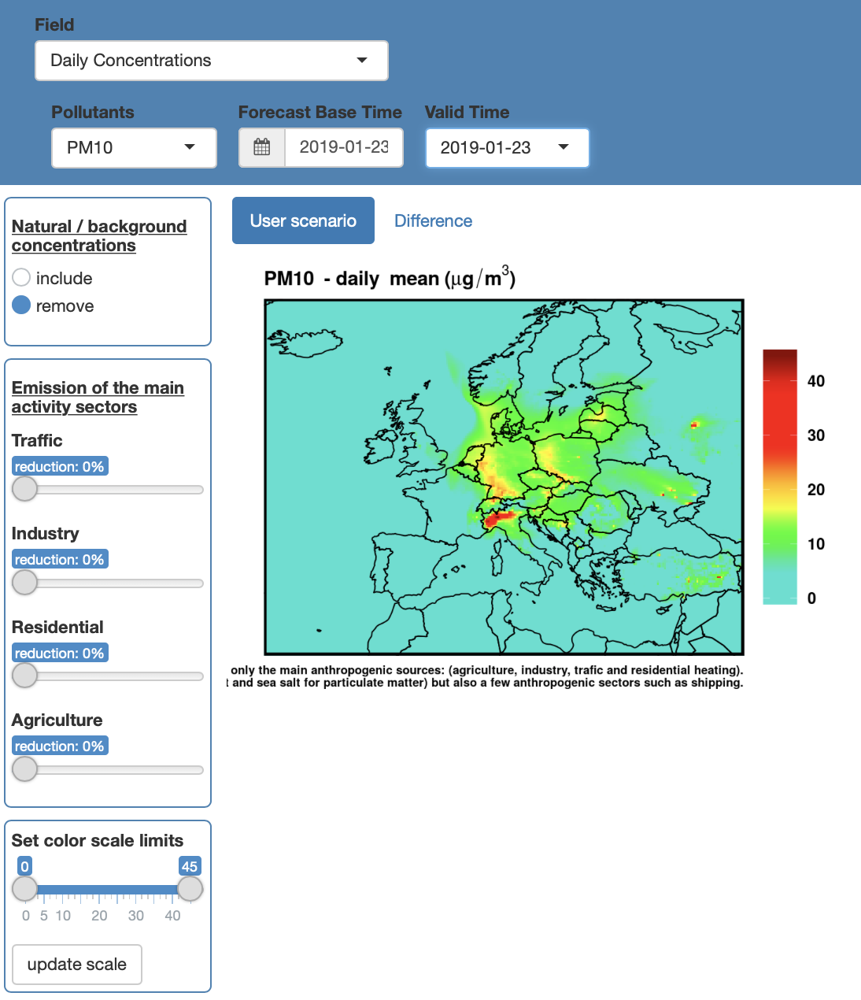 Field
Daily Concentrations
Pollutants Forecast Base Time Valid Time
PM10 2019-01-23 2019-01-23
Natural / background
concentrations
include
remove
Emission of the main
activity sectors
Traffic
reduction: 0%
Industry
reduction: 0%
Residential
reduction: 0%
Agriculture
reduction: 0%
Set color scale limits
0 45
0 5 10 20 30 40
update scale
User scenario Difference
PM10 - daily mean (µg/m³)
40
30
20
10
0
only the main anthropogenic sources: (agriculture, industry, trafic and residential heating).
t and sea salt for particulate matter) but also a few anthropogenic sectors such as shipping.